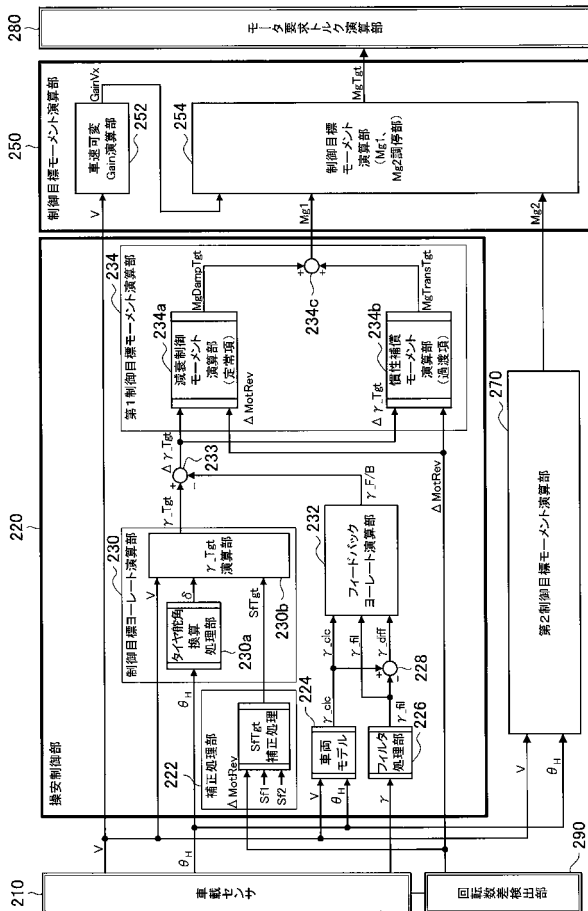 210
車載センサ
290
回転数差検出部
V
θH
γ
220
操安制御部
222
補正処理部
ΔMotRev
Sf1
Sf2
SfTgt
補正処理
SfTgt
230
制御目標ヨーレート演算部
θH
タイヤ舵角
換算
処理部
230a
V
δ
γ_Tgt
演算部
230b
γ_Tgt
224
V
θH
車両
モデル
γ_clc
226
γ
フィルタ
処理部
γ_fil
228
γ_clc
γ_fil
γ_diff
232
フィードバック
ヨーレート演算部
γ_F/B
233
Δγ_Tgt
ΔMotRev
234
第1制御目標モーメント演算部
234a
減衰制御
モーメント
演算部
(定常項)
ΔMotRev
MgDampTgt
234b
Δγ_Tgt
慣性補償
モーメント
演算部
(過渡項)
MgTransTgt
234c
Mg1
V
θH
270
第2制御目標モーメント演算部
Mg2
250
制御目標モーメント演算部
V
車速可変
Gain演算部
252
GainVx
254
制御目標
モーメント
演算部
(Mg1、
Mg2調停部)
MgTgt
280
モータ要求トルク演算部